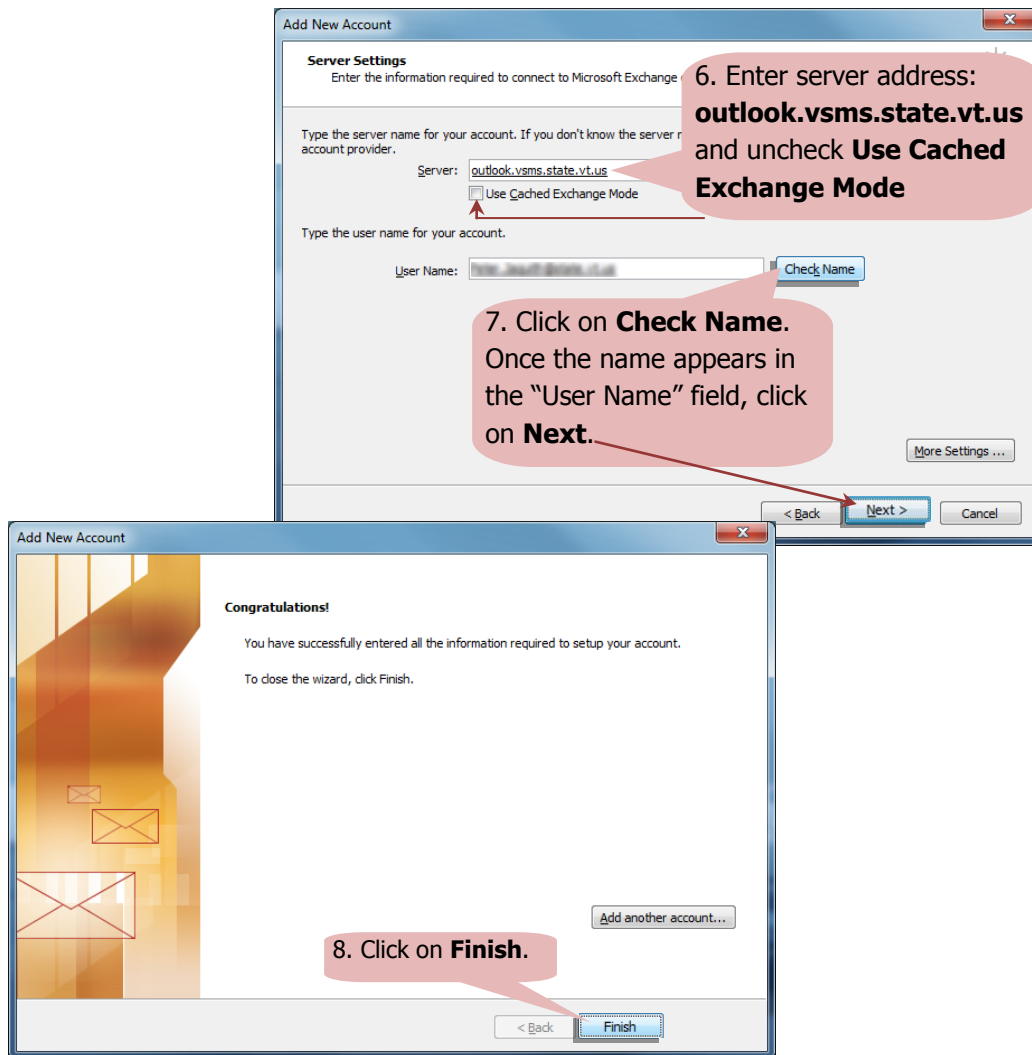 Add New Account
Server Settings
Enter the information required to connect to Microsoft Exchange
6. Enter server address:
outlook.vsms.state.vt.us
and uncheck Use Cached
Exchange Mode
Type the server name for your account. If you don't know the server
account provider.
Server: outlook.vsms.state.vt.us
Use Cached Exchange Mode
Type the user name for your account.
User Name:
Check Name
7. Click on Check Name.
Once the name appears in
the “User Name” field, click
on Next.
More Settings ...
< Back Next > Cancel
Add New Account
Congratulations!
You have successfully entered all the information required to setup your account.
To close the wizard, click Finish.
Add another account...
8. Click on Finish.
< Back Finish